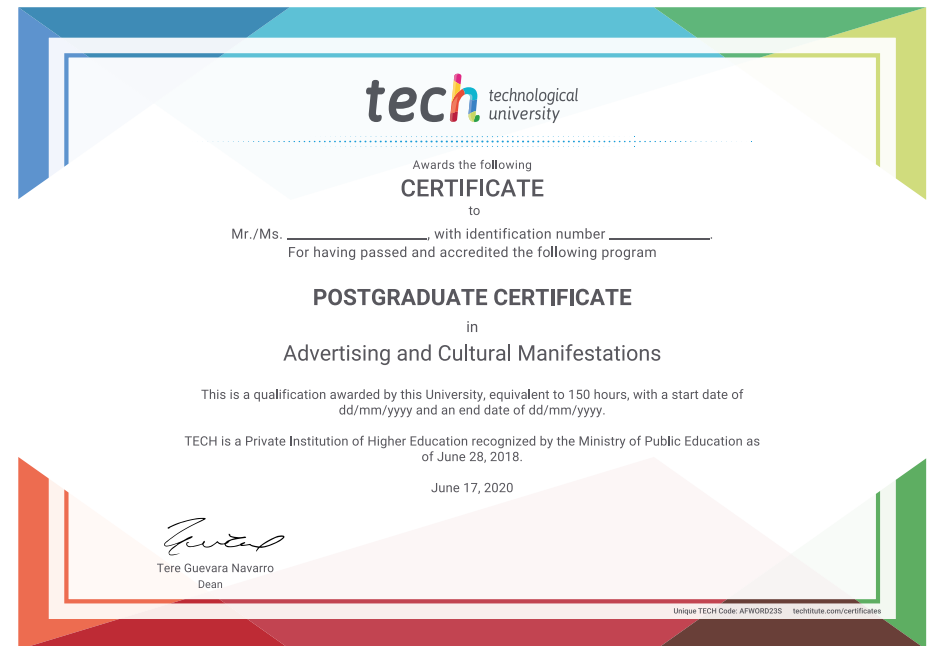 tech technological
university
Awards the following
CERTIFICATE
to
Mr./Ms. ____________________, with identification number ______________.
For having passed and accredited the following program
POSTGRADUATE CERTIFICATE
in
Advertising and Cultural Manifestations
This is a qualification awarded by this University, equivalent to 150 hours, with a start date of
dd/mm/yyyy and an end date of dd/mm/yyyy.
TECH is a Private Institution of Higher Education recognized by the Ministry of Public Education as
of June 28, 2018.
June 17, 2020
Tere Guevara Navarro
Dean
Unique TECH Code: AFWORD23S techtitute.com/certificates